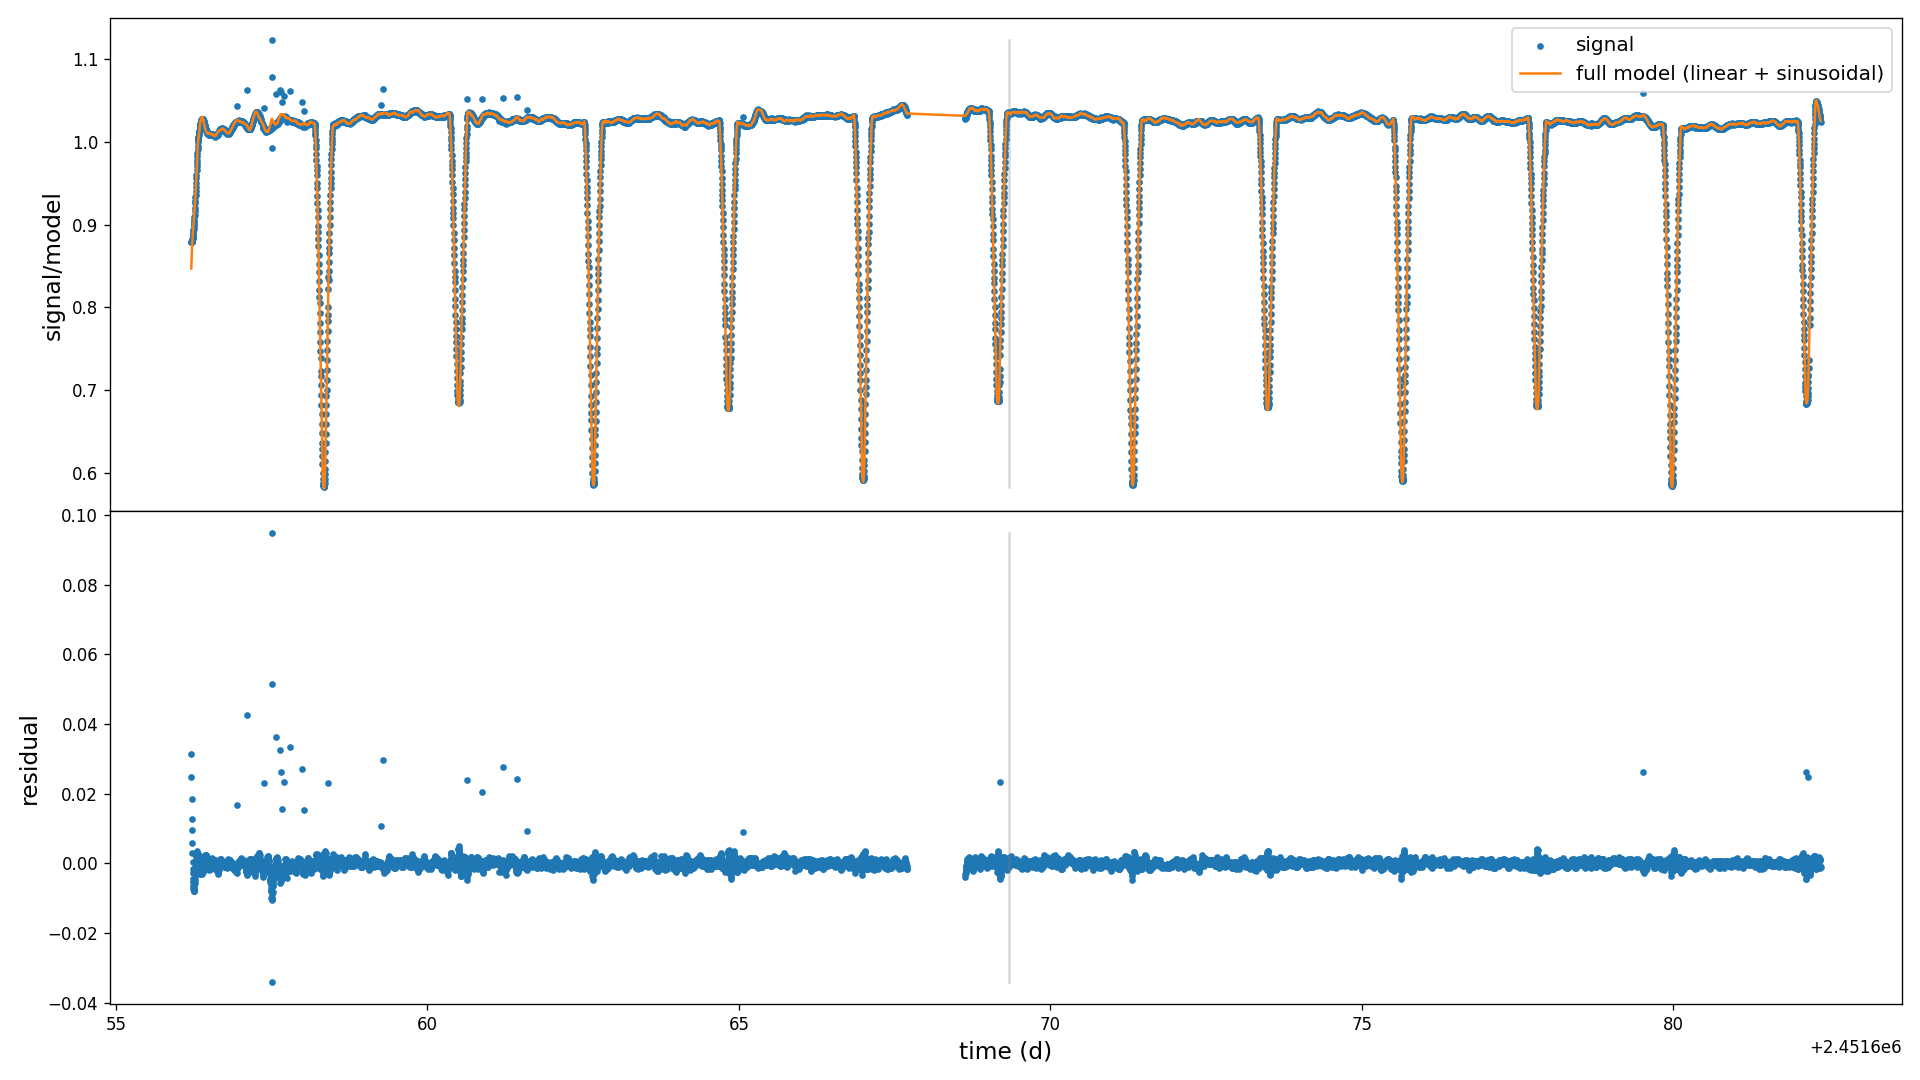 signal
full model (linear + sinusoidal)
signal/model
1.1
1.0
0.9
0.8
0.7
0.6
residual
0.10
0.08
0.06
0.04
0.02
0.00
−0.02
−0.04
55 60 65 70 75 80
time (d)
+2.4516e6